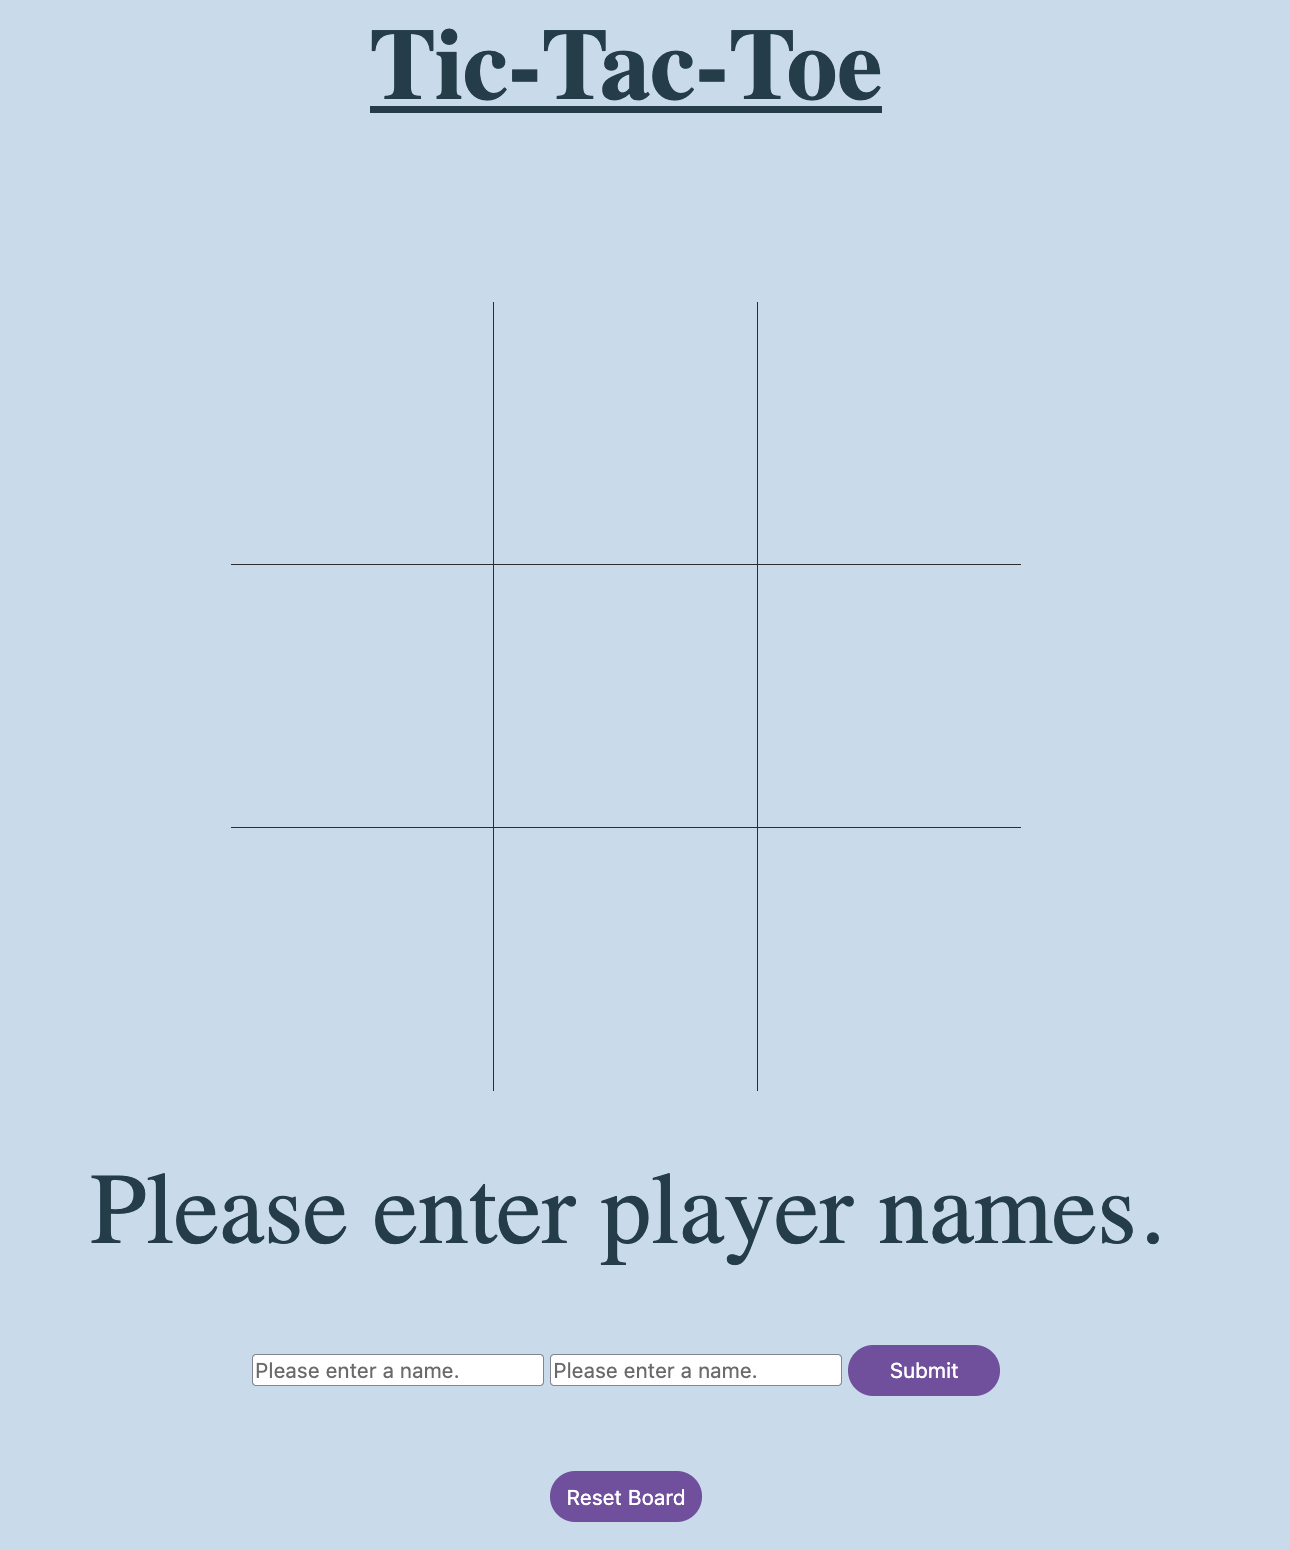 Tic-Tac-Toe
Please enter player names.
Please enter a name. Please enter a name. Submit
Reset Board